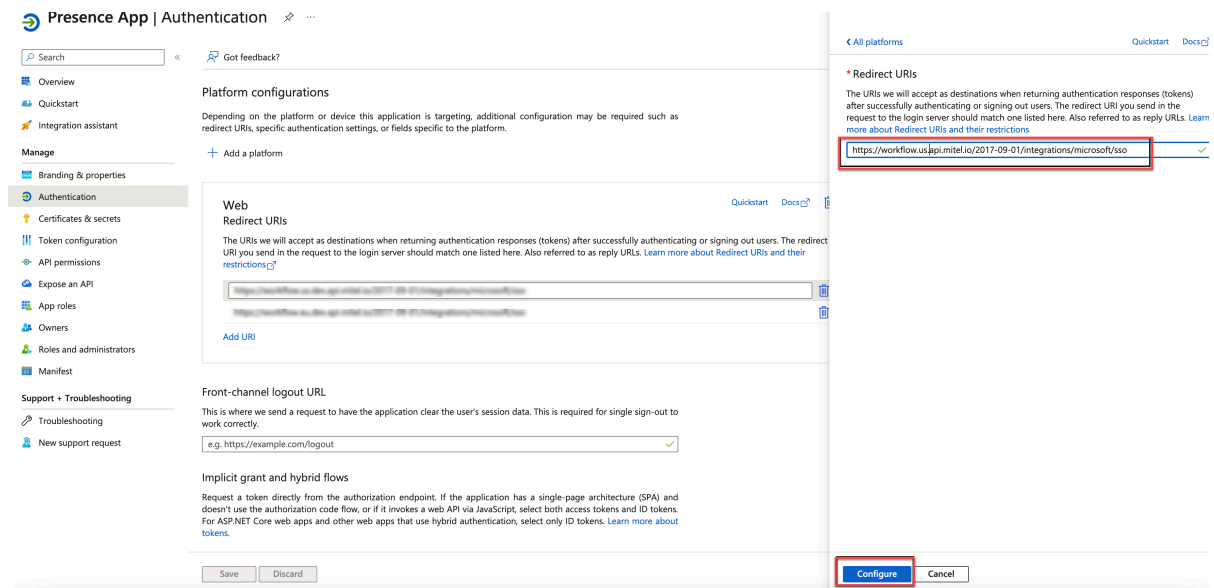 Presence App | Authentication
Search
Got feedback?
Overview
Quickstart
Integration assistant
Manage
Branding & properties
Authentication
Certificates & secrets
Token configuration
API permissions
Expose an API
App roles
Owners
Roles and administrators
Manifest
Support + Troubleshooting
Troubleshooting
New support request
Platform configurations
Depending on the platform or device this application is targeting, additional configuration may be required such as
redirect URIs, specific authentication settings, or fields specific to the platform.
Add a platform
Web
Quickstart Docs
Redirect URIs
The URIs we will accept as destinations when returning authentication responses (tokens) after successfully authenticating or signing out users. The redirect
URI you send in the request to the login server should match one listed here. Also referred to as reply URLs. Learn more about Redirect URIs and their
restrictions
Add URI
Front-channel logout URL
This is where we send a request to have the application clear the user's session data. This is required for single sign-out to
work correctly.
e.g. https://example.com/logout
Implicit grant and hybrid flows
Request a token directly from the authorization endpoint. If the application has a single-page architecture (SPA) and
doesn't use the authorization code flow, or if it invokes a web API via JavaScript, select both access tokens and ID tokens.
For ASP.NET Core web apps and other web apps that use hybrid authentication, select only ID tokens. Learn more about
tokens.
Save Discard
All platforms
Quickstart Docs
* Redirect URIs
The URIs we will accept as destinations when returning authentication responses (tokens)
after successfully authenticating or signing out users. The redirect URI you send in the
request to the login server should match one listed here. Also referred to as reply URLs. Learn
more about Redirect URIs and their restrictions
https://workflow.us.api.mitel.io/2017-09-01/integrations/microsoft/sso
Configure Cancel